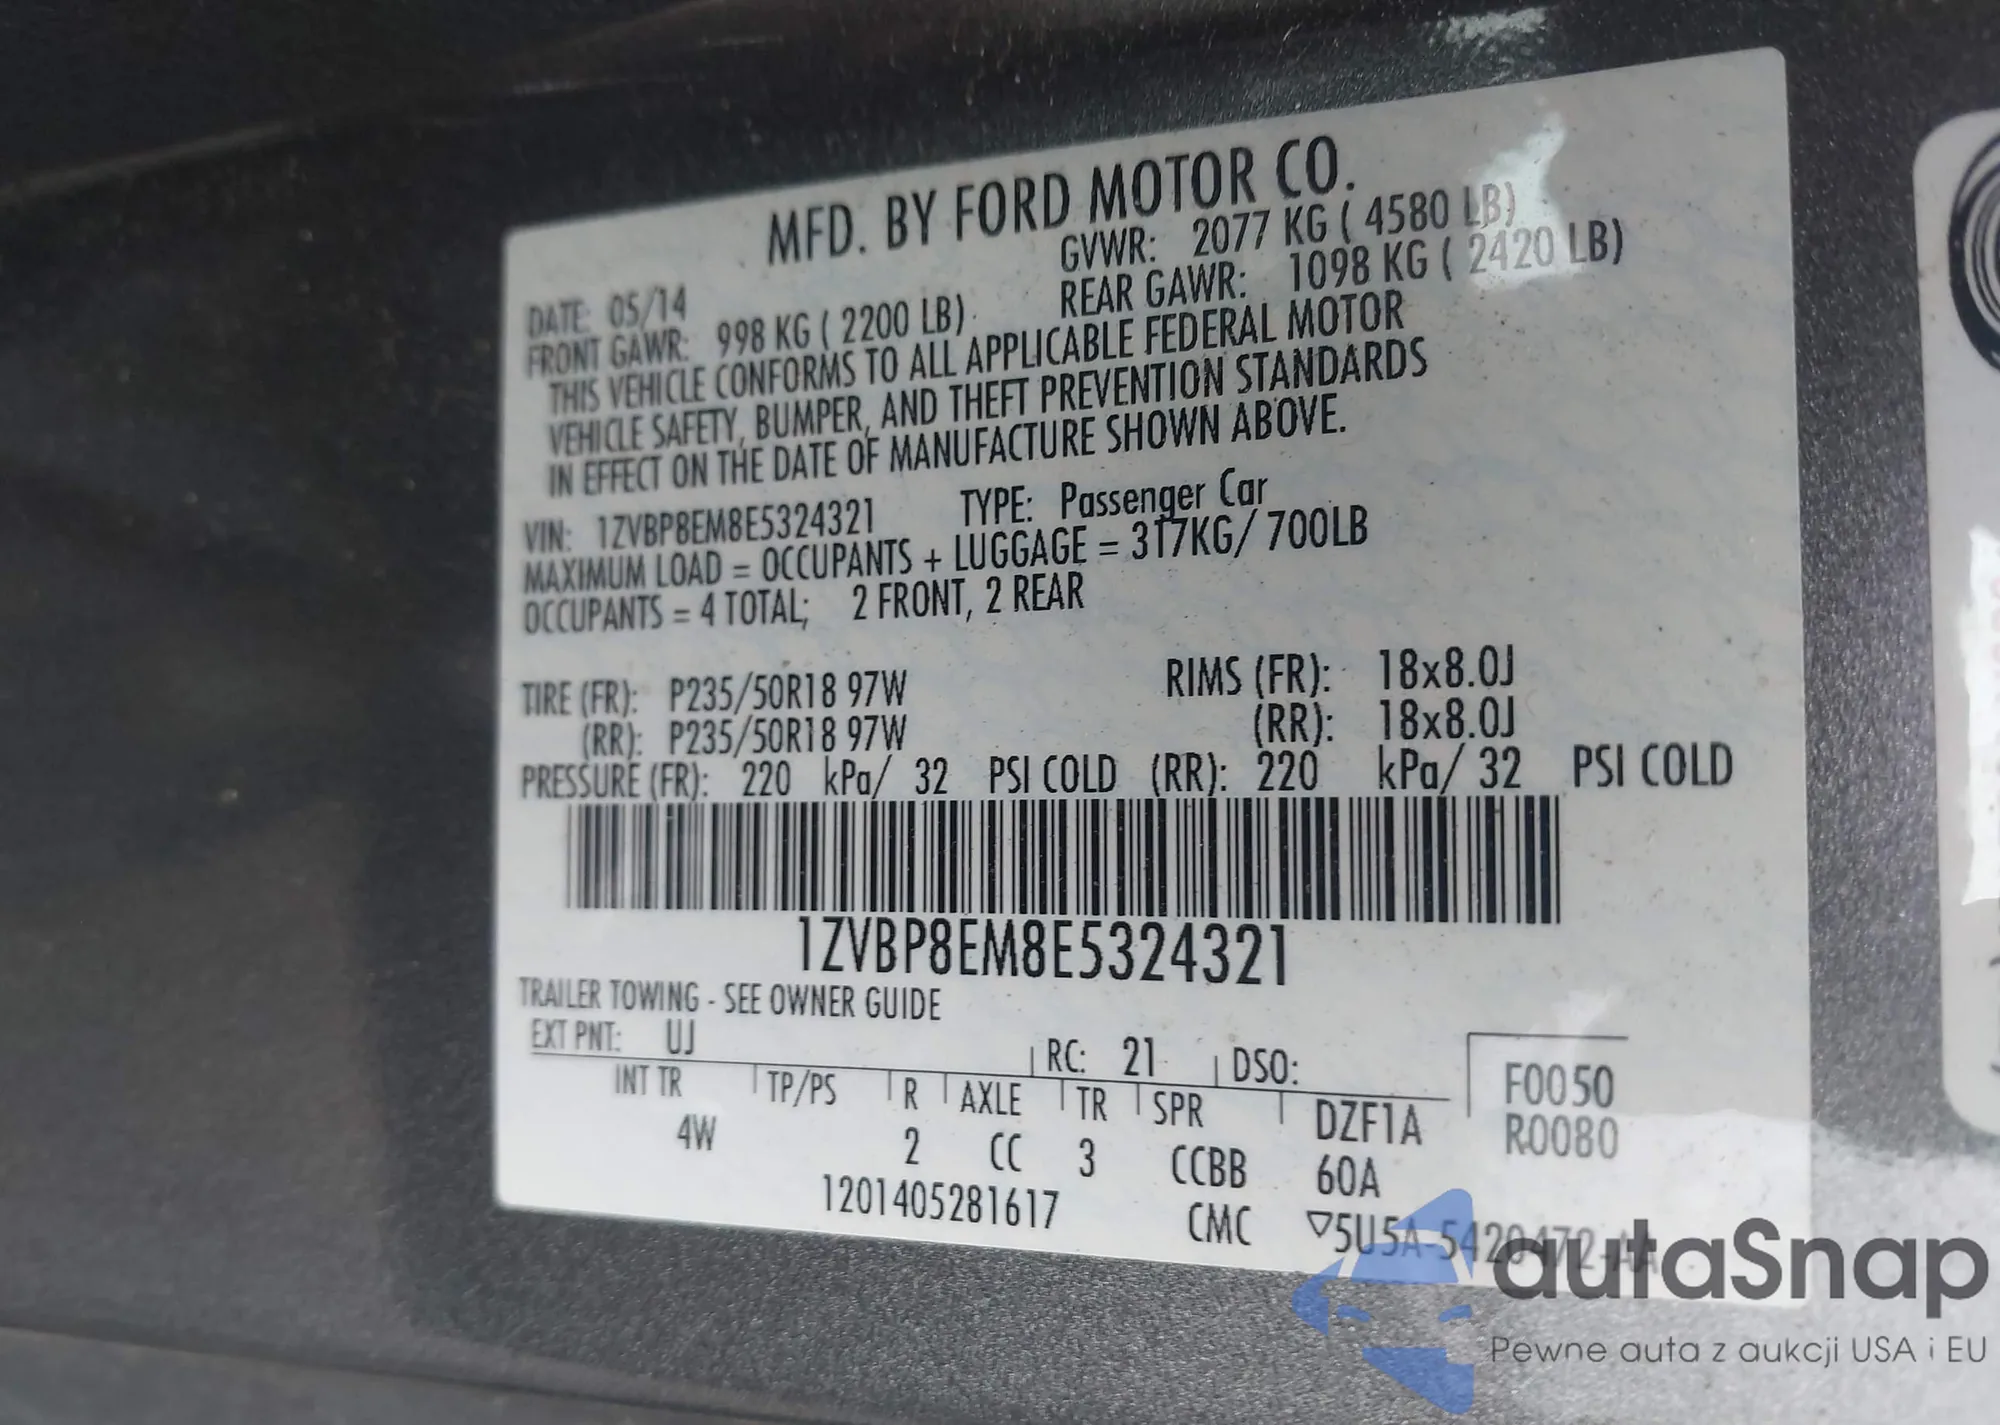 MFD. BY FORD MOTOR CO.
DATE: 05/14 GVWR: 2077 KG ( 4580 LB)
FRONT GAWR: 998 KG ( 2200 LB) REAR GAWR: 1098 KG ( 2420 LB)
THIS VEHICLE CONFORMS TO ALL APPLICABLE FEDERAL MOTOR
VEHICLE SAFETY, BUMPER, AND THEFT PREVENTION STANDARDS
IN EFFECT ON THE DATE OF MANUFACTURE SHOWN ABOVE.
VIN: 1ZVBP8EM8E5324321 TYPE: Passenger Car
MAXIMUM LOAD = OCCUPANTS + LUGGAGE = 317KG/ 700LB
OCCUPANTS = 4 TOTAL; 2 FRONT, 2 REAR
TIRE (FR): P235/50R18 97W RIMS (FR): 18x8.0J
(RR): P235/50R18 97W (RR): 18x8.0J
PRESSURE (FR): 220 kPa/ 32 PSI COLD (RR): 220 kPa/ 32 PSI COLD
1ZVBP8EM8E5324321
TRAILER TOWING - SEE OWNER GUIDE
EXT PNT: UJ RC: 21 DSO: F0050
INT TR TP/PS R AXLE TR SPR DZF1A R0080
4W 2 CC 3 CCBB 60A
1201405281617 CMC ▽5U5A-5420472-AA
autaSnap
Pewne auta z aukcji USA i EU